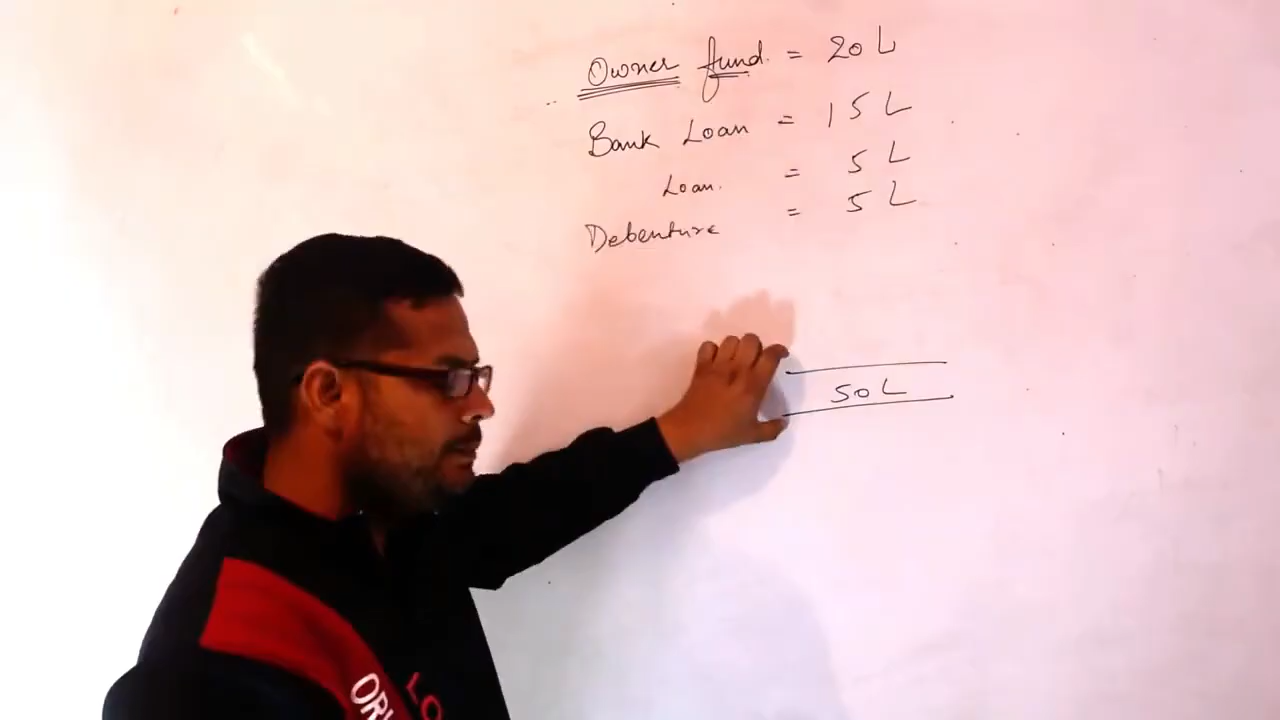 Owner fund. = 20 L
Bank Loan = 15 L
Loan. = 5 L
Debenture = 5 L
50 L